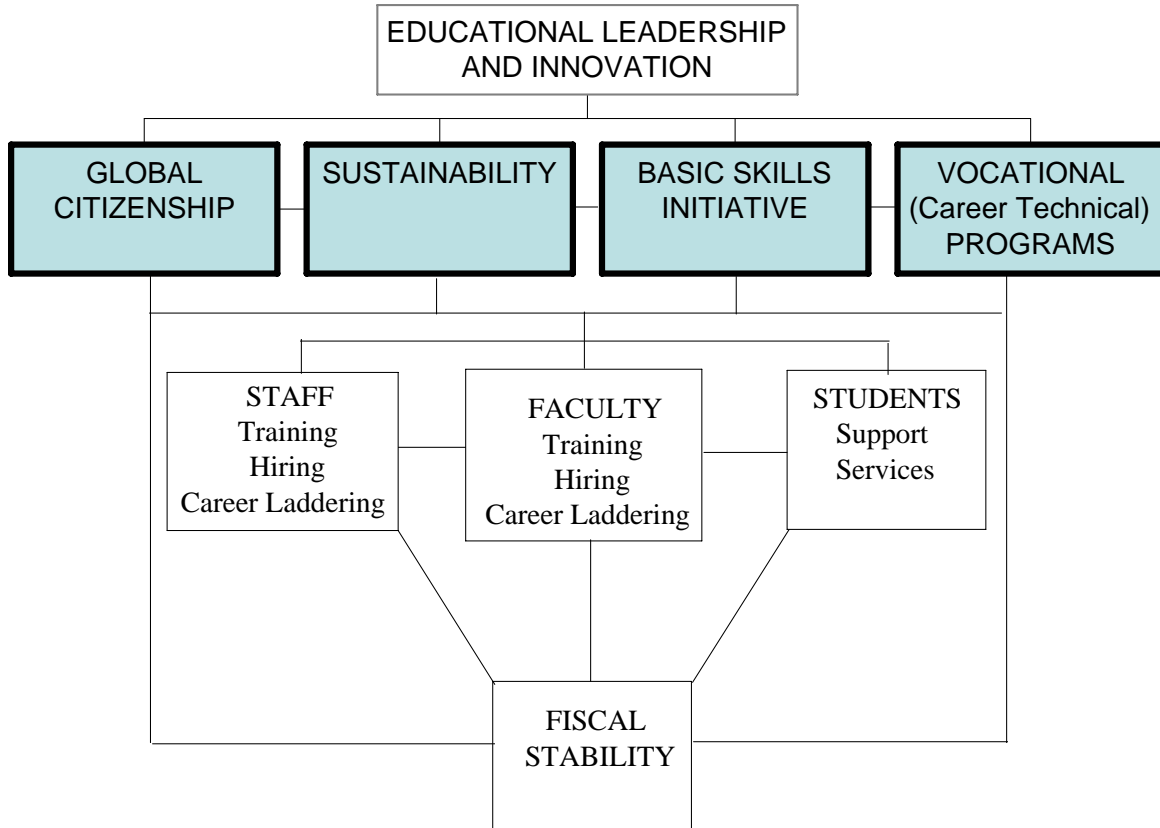 EDUCATIONAL LEADERSHIP
AND INNOVATION
GLOBAL
CITIZENSHIP
SUSTAINABILITY
BASIC SKILLS
INITIATIVE
VOCATIONAL
(Career Technical)
PROGRAMS
STAFF
Training
Hiring
Career Laddering
FACULTY
Training
Hiring
Career Laddering
STUDENTS
Support
Services
FISCAL
STABILITY